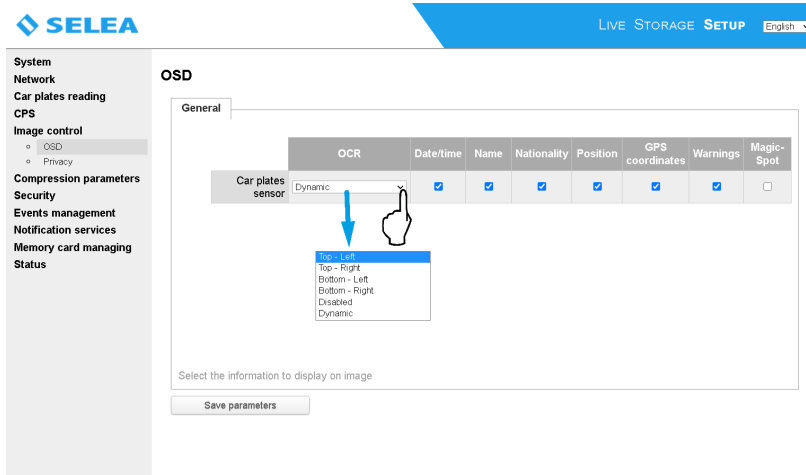 SELEA
LIVE STORAGE SETUP English
System
Network
Car plates reading
CPS
Image control
OSD
Privacy
Compression parameters
Security
Events management
Notification services
Memory card managing
Status
OSD
General
OCR Date/time Name Nationality Position GPS coordinates Warnings Magic-Spot
Car plates sensor Dynamic
Top - Left
Top - Right
Bottom - Left
Bottom - Right
Disabled
Dynamic
Select the information to display on image
Save parameters